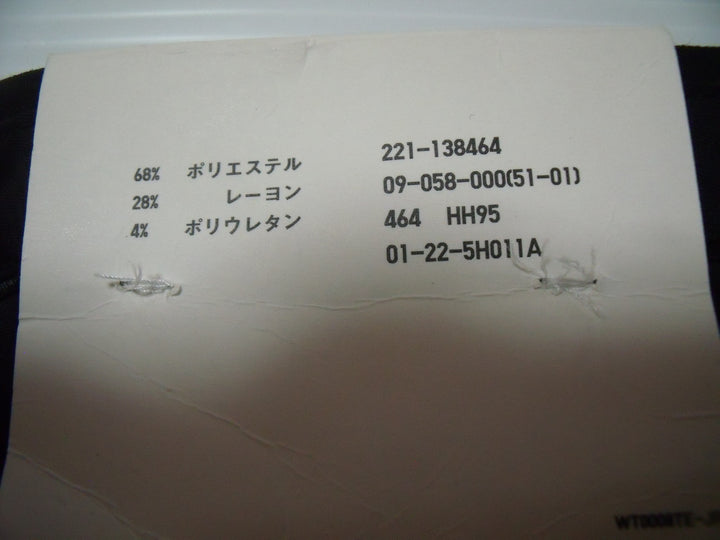 68% ポリエステル
28% レーヨン
4% ポリウレタン
221-138464
09-058-000(51-01)
464 HH95
01-22-5H011A